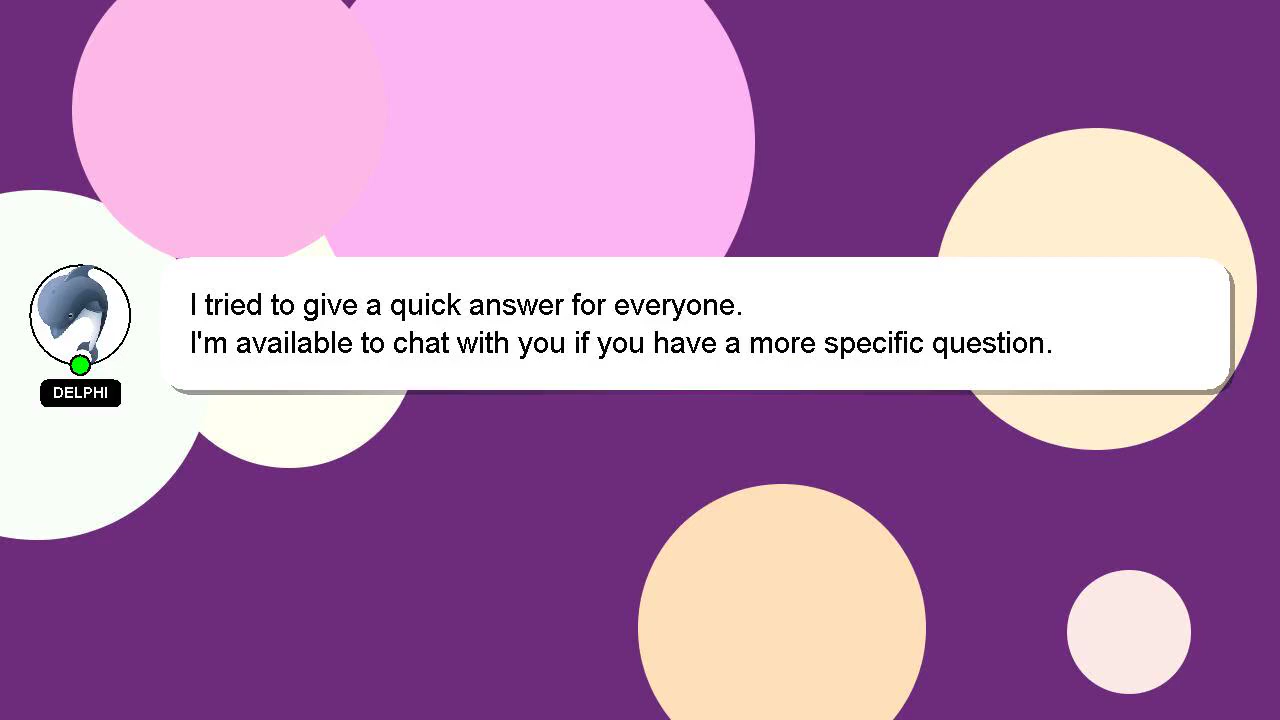 I tried to give a quick answer for everyone.
I'm available to chat with you if you have a more specific question.
DELPHI